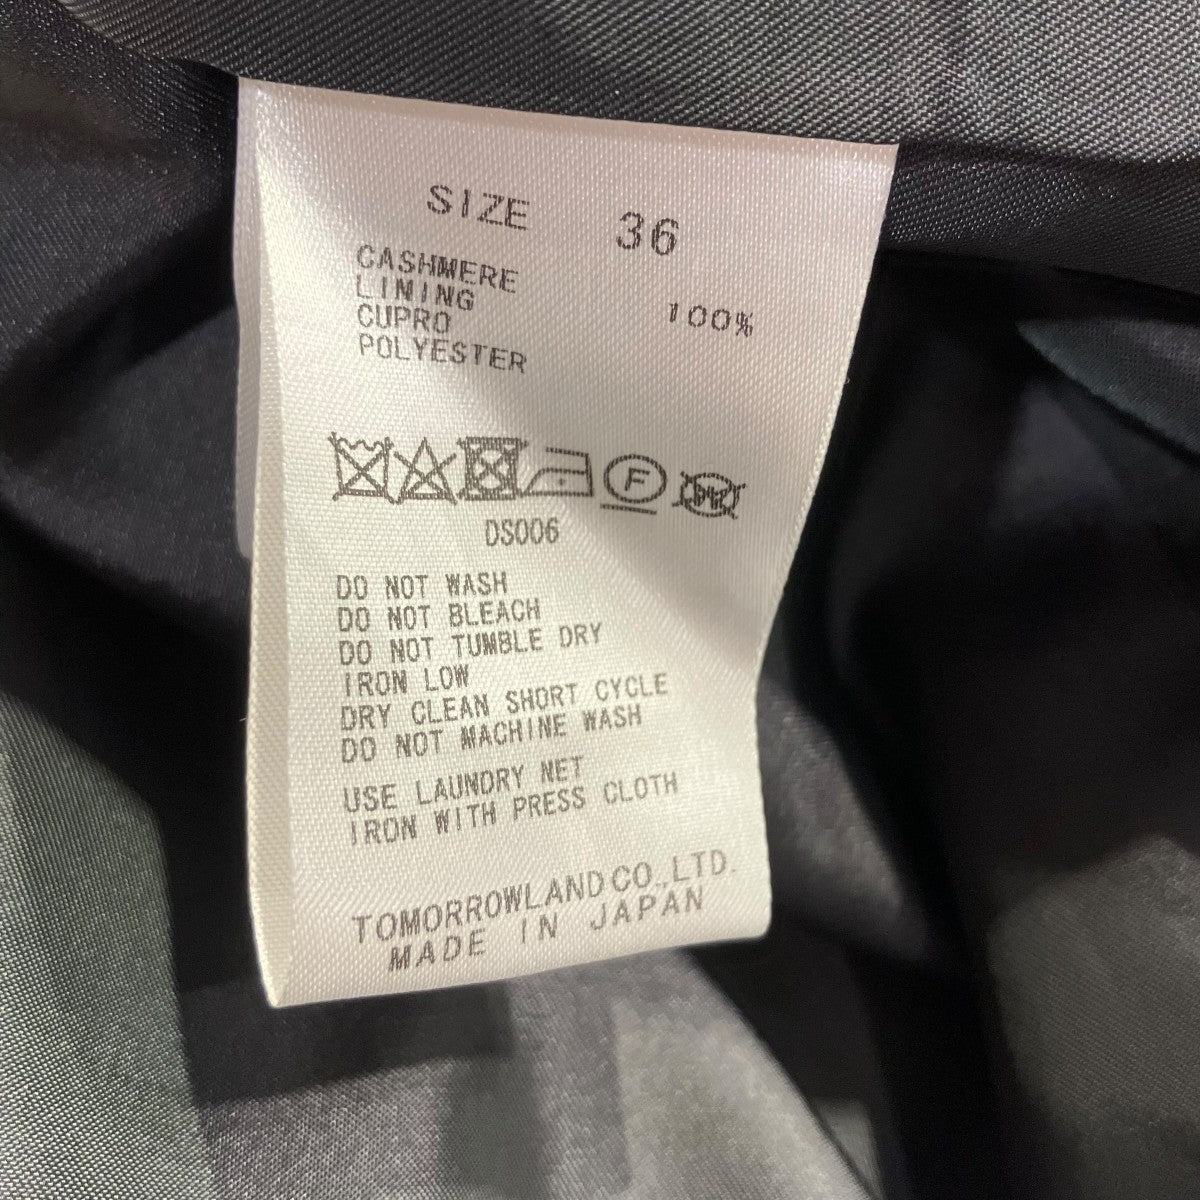 SIZE 36
CASHMERE 100%
LINING
CUPRO
POLYESTER
F
DS006
DO NOT WASH
DO NOT BLEACH
DO NOT TUMBLE DRY
IRON LOW
DRY CLEAN SHORT CYCLE
DO NOT MACHINE WASH
USE LAUNDRY NET
IRON WITH PRESS CLOTH
TOMORROWLAND CO.,LTD.
MADE IN JAPAN